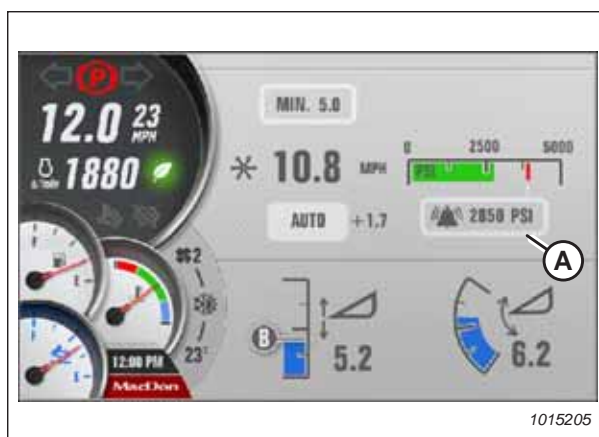 P
12.0 23 MPH
1880
MIN. 5.0
10.8 MPH
AUTO +1.7
0 2500 5000
PSI
2850 PSI
A
F E
F
E
2
23°
12:00 PM
MacDon
B
5.2
6.2
1015205